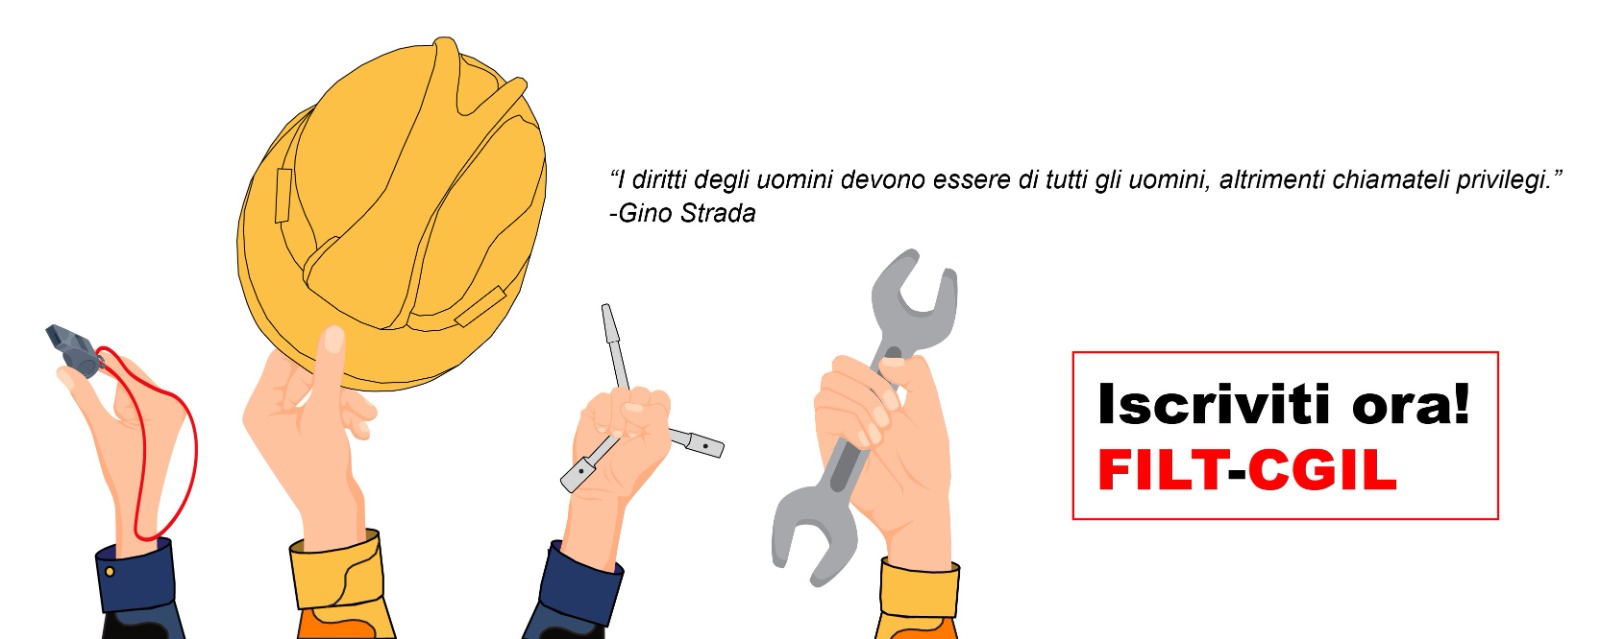 “I diritti degli uomini devono essere di tutti gli uomini, altrimenti chiamateli privilegi.”
-Gino Strada
Iscriviti ora!
FILT-CGIL